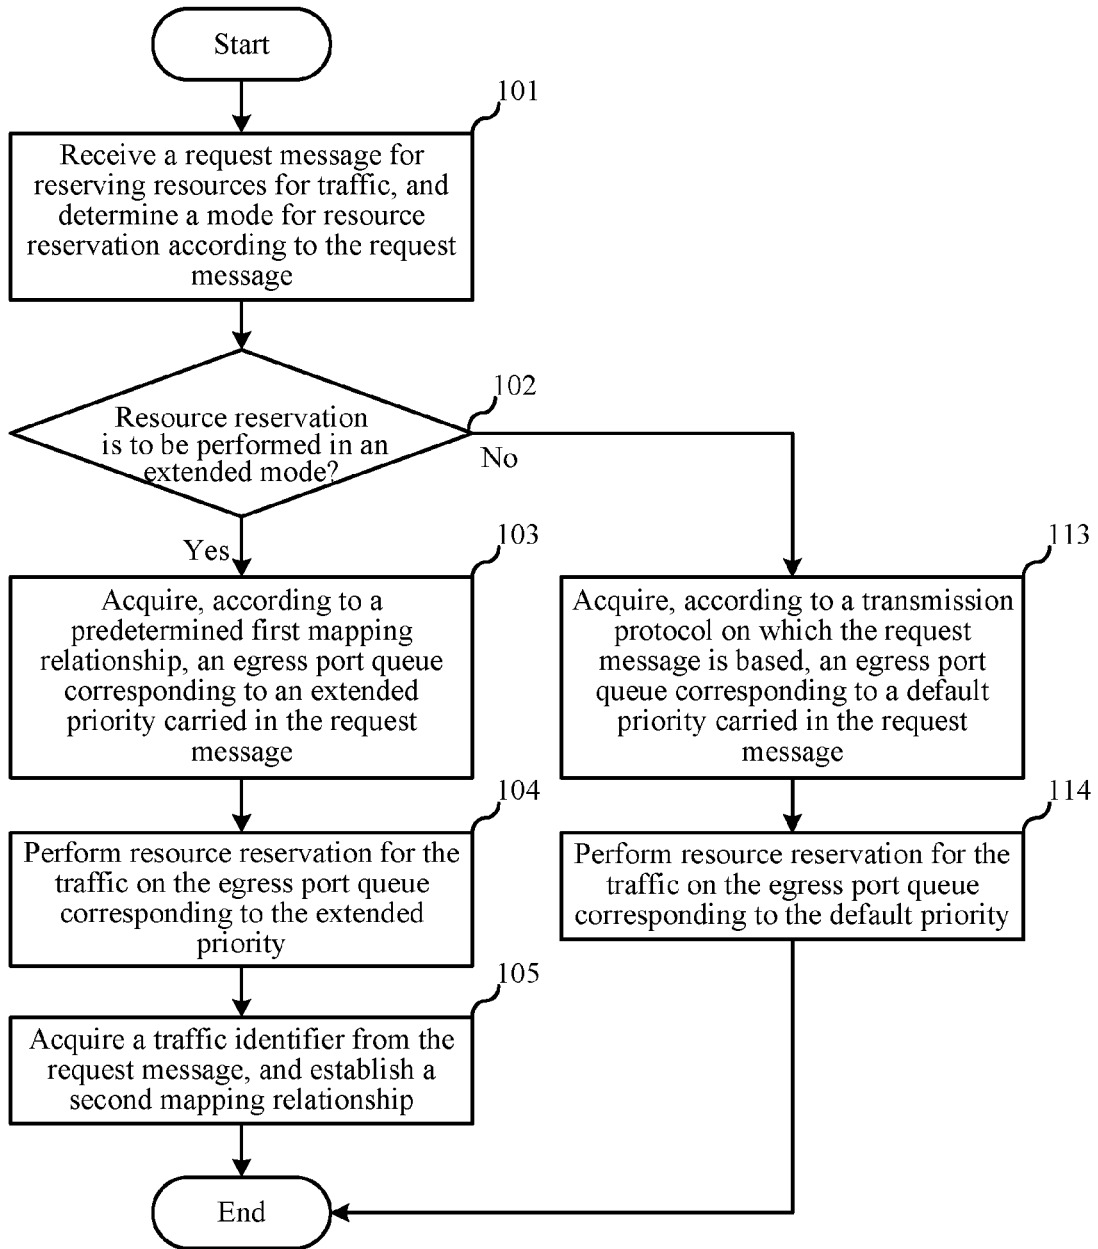 Start
101
Receive a request message for
reserving resources for traffic, and
determine a mode for resource
reservation according to the request
message
102
Resource reservation
is to be performed in an
extended mode?
No
Yes
103
Acquire, according to a
predetermined first mapping
relationship, an egress port queue
corresponding to an extended
priority carried in the request
message
113
Acquire, according to a transmission
protocol on which the request
message is based, an egress port
queue corresponding to a default
priority carried in the request
message
104
Perform resource reservation for the
traffic on the egress port queue
corresponding to the extended
priority
114
Perform resource reservation for the
traffic on the egress port queue
corresponding to the default priority
105
Acquire a traffic identifier from the
request message, and establish a
second mapping relationship
End